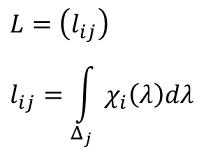 L = (l_{ij})
l_{ij} = ∫_{Δ_j} χ_i(λ)dλ